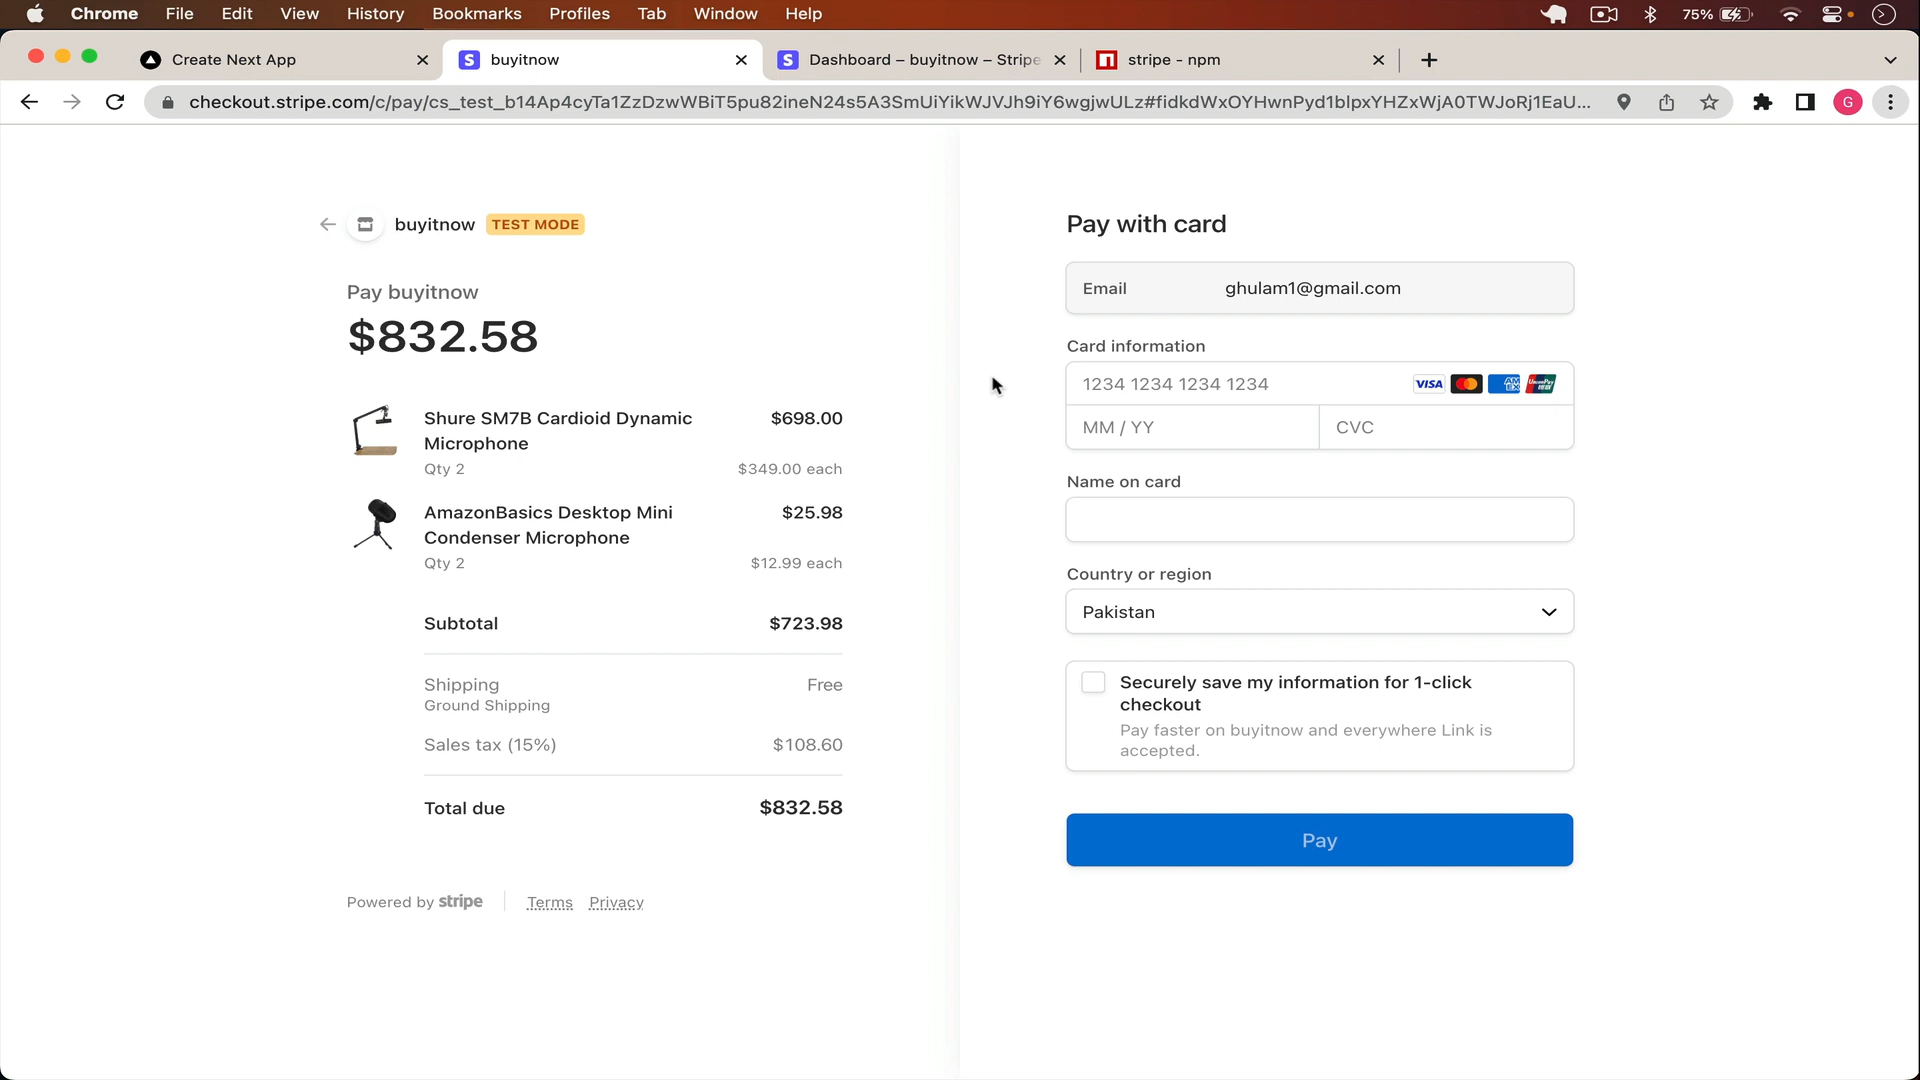 Chrome File Edit View History Bookmarks Profiles Tab Window Help 75%
Create Next App
buyitnow
Dashboard – buyitnow – Stripe
stripe - npm
checkout.stripe.com/c/pay/cs_test_b14Ap4cyTa1ZzDzwWBiT5pu82ineN24s5A3SmUiYikWJVJh9iY6wgjwULz#fidkdWxOYHwnPyd1blpxYHZxWjA0TWJoRj1EaU...
G
buyitnow TEST MODE
Pay buyitnow
$832.58
Shure SM7B Cardioid Dynamic $698.00
Microphone
Qty 2 $349.00 each
AmazonBasics Desktop Mini $25.98
Condenser Microphone
Qty 2 $12.99 each
Subtotal $723.98
Shipping Free
Ground Shipping
Sales tax (15%) $108.60
Total due $832.58
Powered by stripe Terms Privacy
Pay with card
Email ghulam1@gmail.com
Card information
1234 1234 1234 1234 VISA AM EX UnionPay
MM / YY CVC
Name on card
Country or region
Pakistan
Securely save my information for 1-click
checkout
Pay faster on buyitnow and everywhere Link is
accepted.
Pay